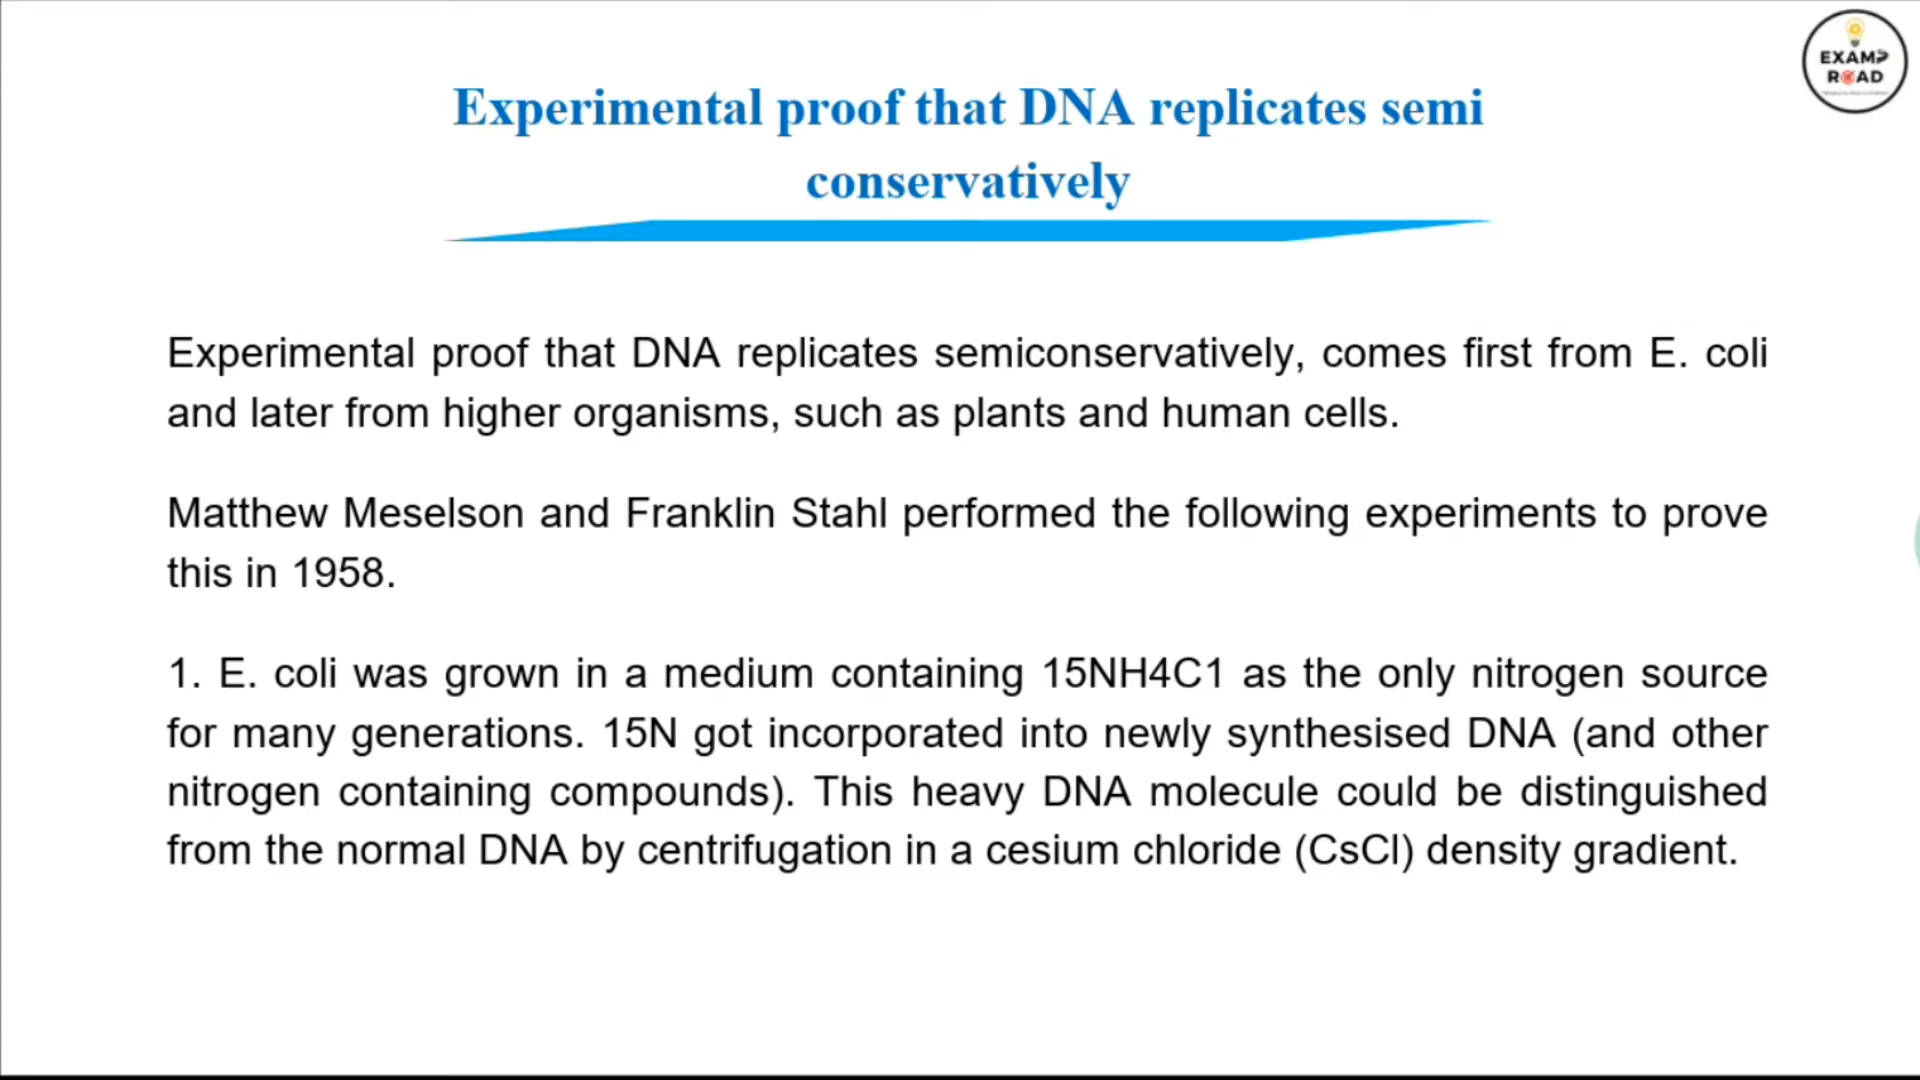 EXAMS
ROAD
Experimental proof that DNA replicates semi
conservatively
Experimental proof that DNA replicates semiconservatively, comes first from E. coli
and later from higher organisms, such as plants and human cells.
Matthew Meselson and Franklin Stahl performed the following experiments to prove
this in 1958.
1. E. coli was grown in a medium containing 15NH4C1 as the only nitrogen source
for many generations. 15N got incorporated into newly synthesised DNA (and other
nitrogen containing compounds). This heavy DNA molecule could be distinguished
from the normal DNA by centrifugation in a cesium chloride (CsCl) density gradient.